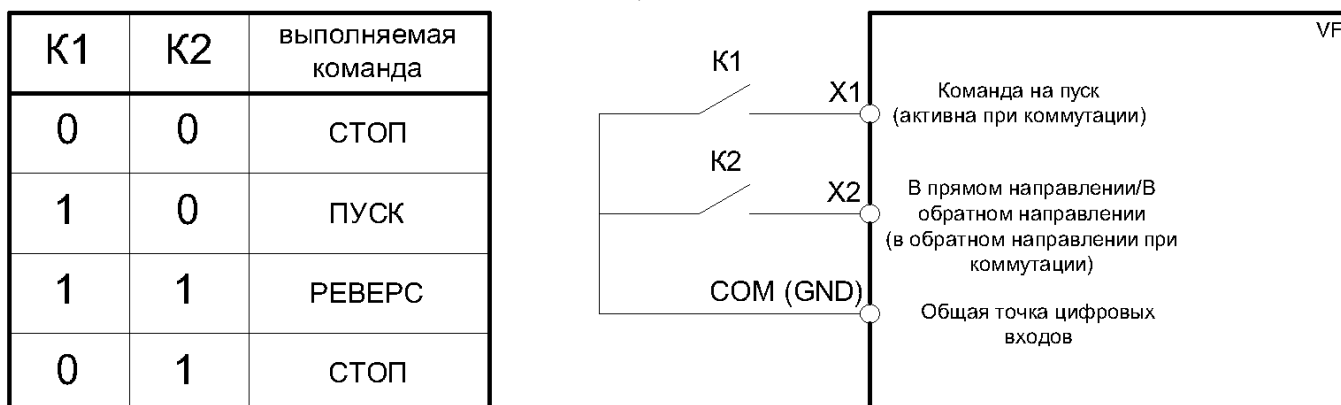 К1 К2 выполняемая
команда
0 0 СТОП
1 0 ПУСК
1 1 РЕВЕРС
0 1 СТОП
VF
К1
X1
Команда на пуск
(активна при коммутации)
К2
X2
В прямом направлении/В
обратном направлении
(в обратном направлении при
коммутации)
COM (GND)
Общая точка цифровых
входов